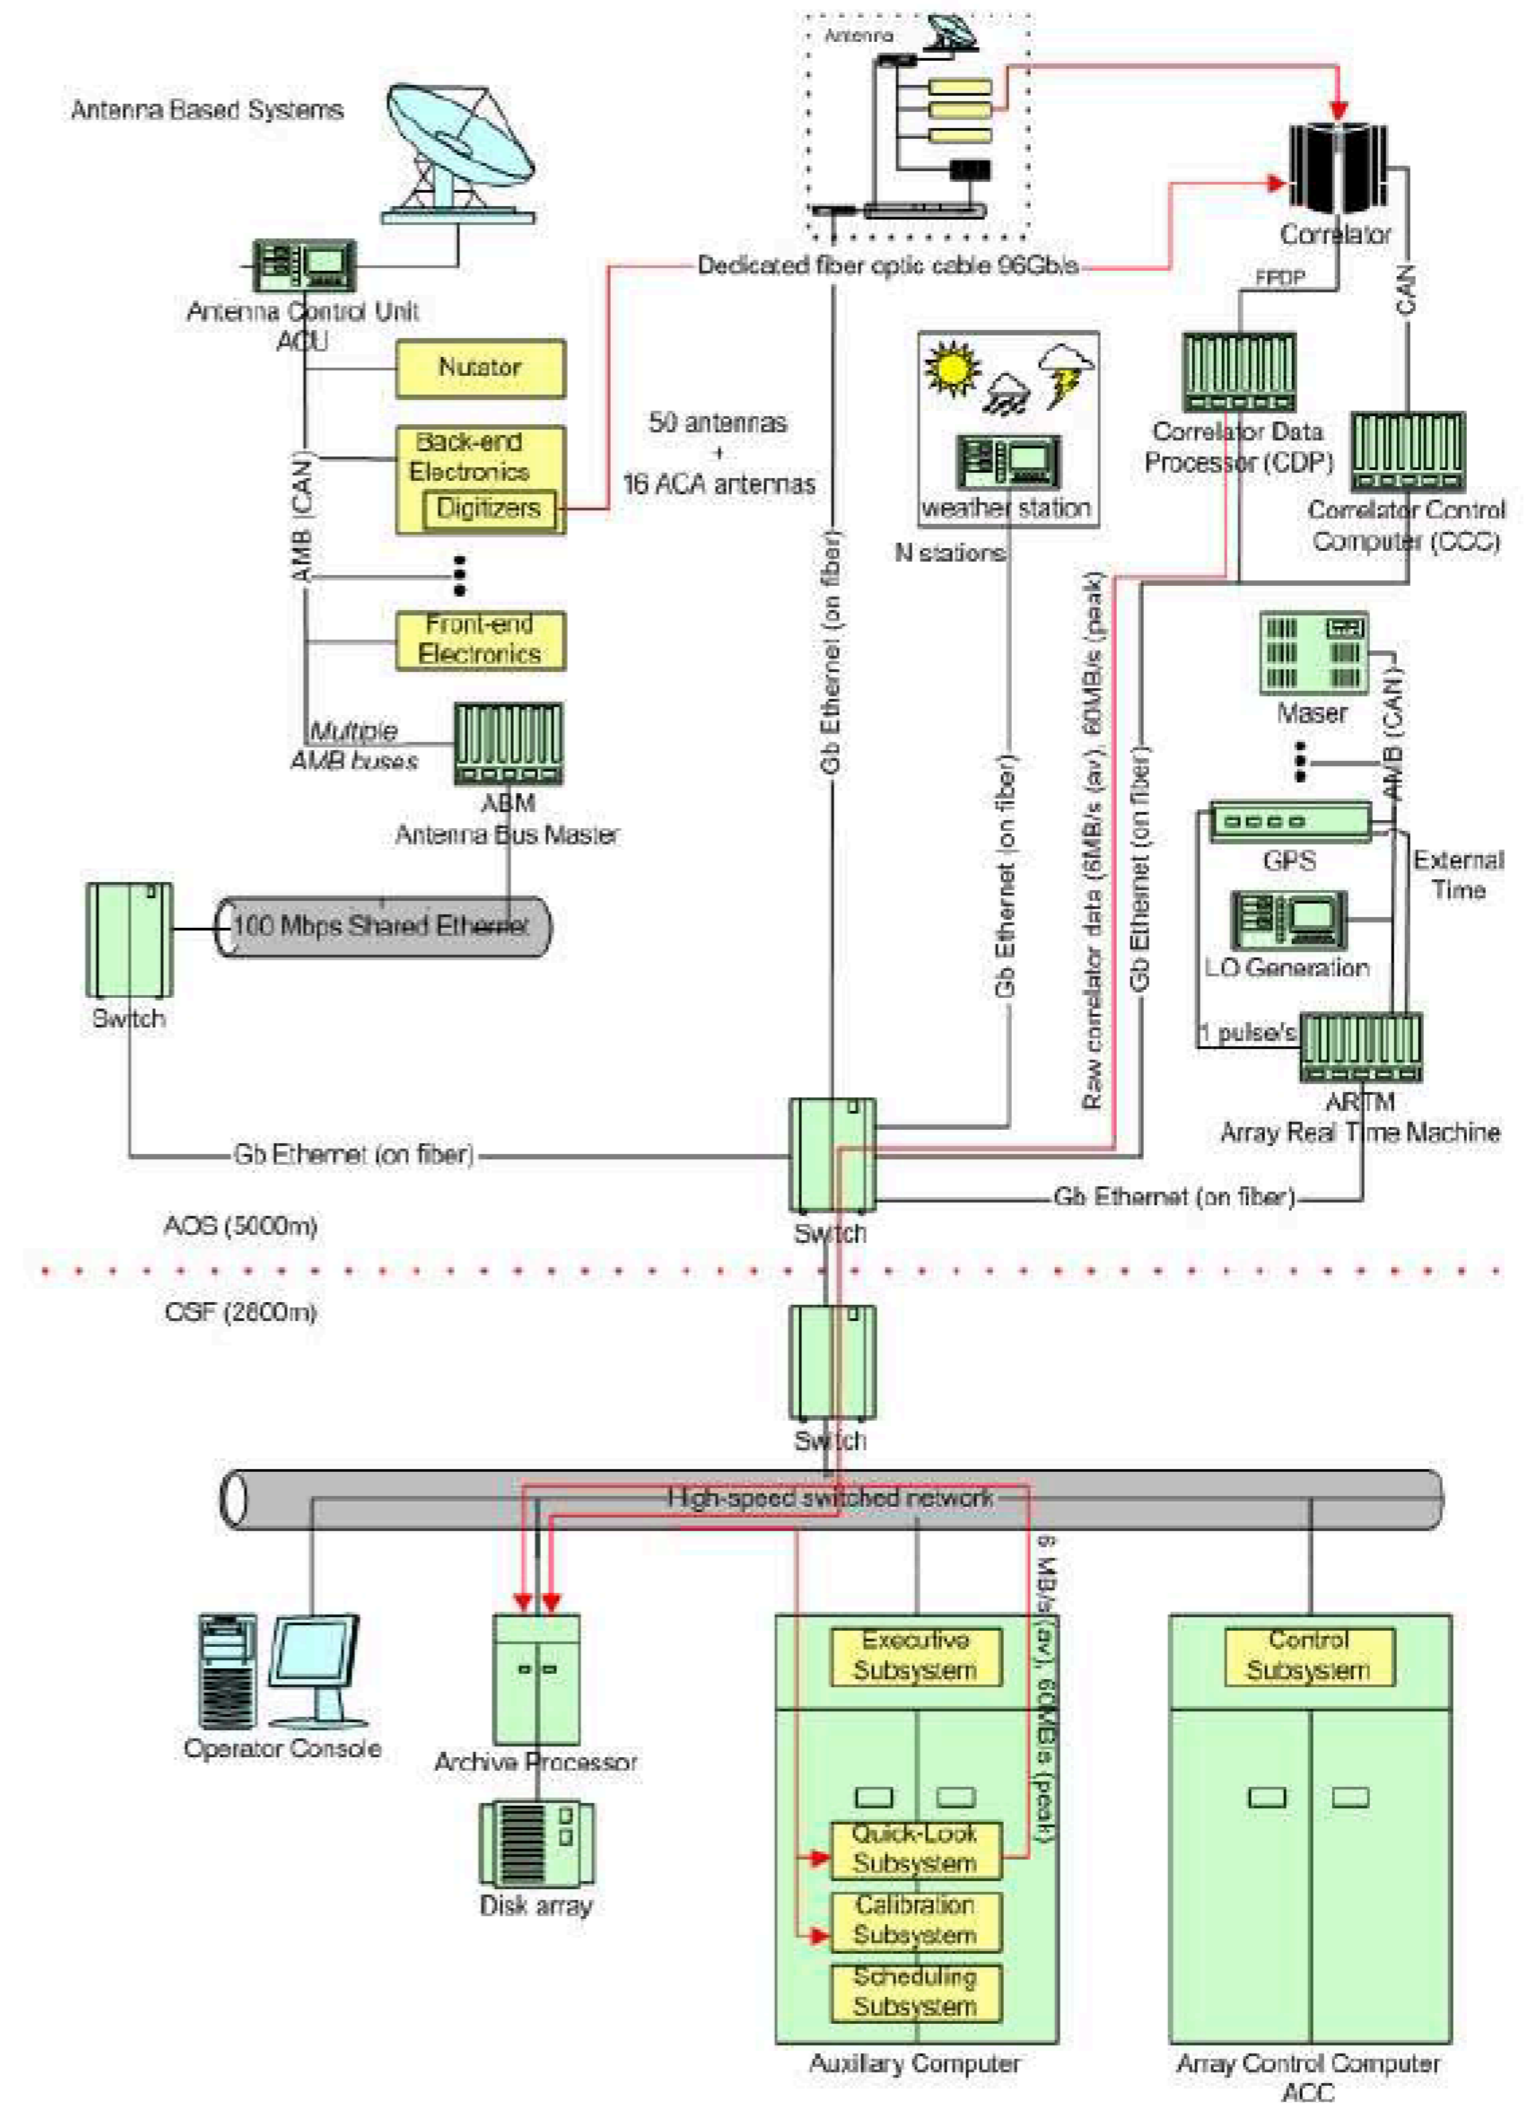 Antenna
Antenna Based Systems
Correlator
Dedicated fiber optic cable 96Gb/s
FPDP
CAN
Antenna Control Unit
ACU
Nutator
Back-end
Electronics
Digitizers
AMB (CAN)
50 antennas
+
16 ACA antennas
weather station
N stations
Correlator Data
Processor (CDP)
Correlator Control
Computer (CCC)
Front-end
Electronics
Multiple
AMB buses
ABM
Antenna Bus Master
Gb Ethernet (on fiber)
Gb Ethernet (on fiber)
Raw correlator data (6MB/s (av), 60MB/s (peak)
Gb Ethernet (on fiber)
Maser
AMB (CAN)
GPS
External
Time
LO Generation
1 pulse/s
ARTM
Array Real Time Machine
100 Mbps Shared Ethernet
Switch
Gb Ethernet (on fiber)
Gb Ethernet (on fiber)
Switch
AOS (5000m)
OSF (2800m)
Switch
High-speed switched network
6 MB/s(av), 60MB/s (peak)
Operator Console
Archive Processor
Disk array
Executive
Subsystem
Quick-Look
Subsystem
Calibration
Subsystem
Scheduling
Subsystem
Auxillary Computer
Control
Subsystem
Array Control Computer
ACC